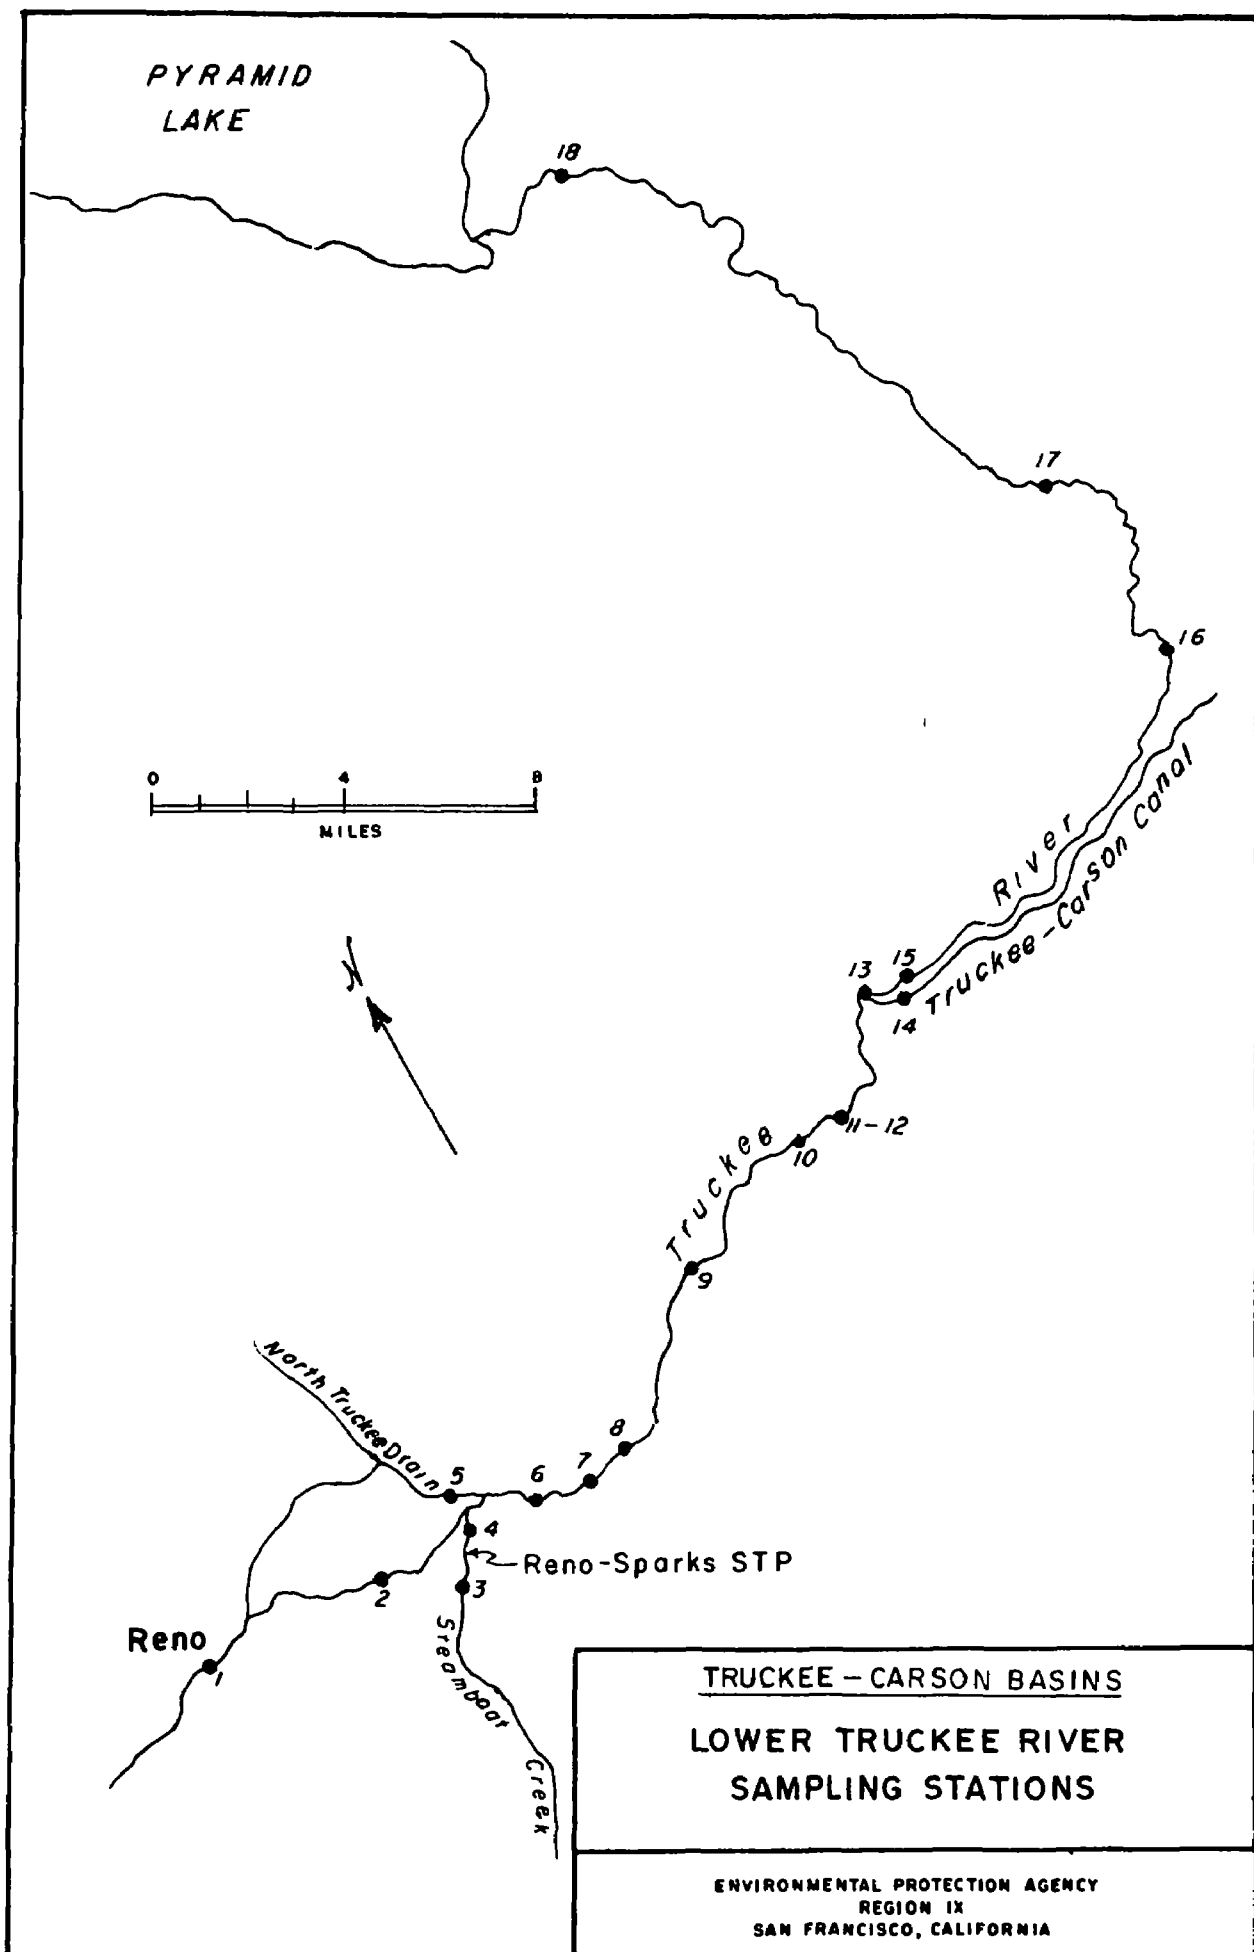 PYRAMID
LAKE
18
17
16
0 4 8
MILES
River
Truckee-Carson Canal
13
15
14
N
11-12
10
Truckee
9
North Truckee Drain
8
7
6
5
4
Reno-Sparks STP
3
2
Reno
1
Sreamboat Creek
TRUCKEE - CARSON BASINS
LOWER TRUCKEE RIVER
SAMPLING STATIONS
ENVIRONMENTAL PROTECTION AGENCY
REGION IX
SAN FRANCISCO, CALIFORNIA